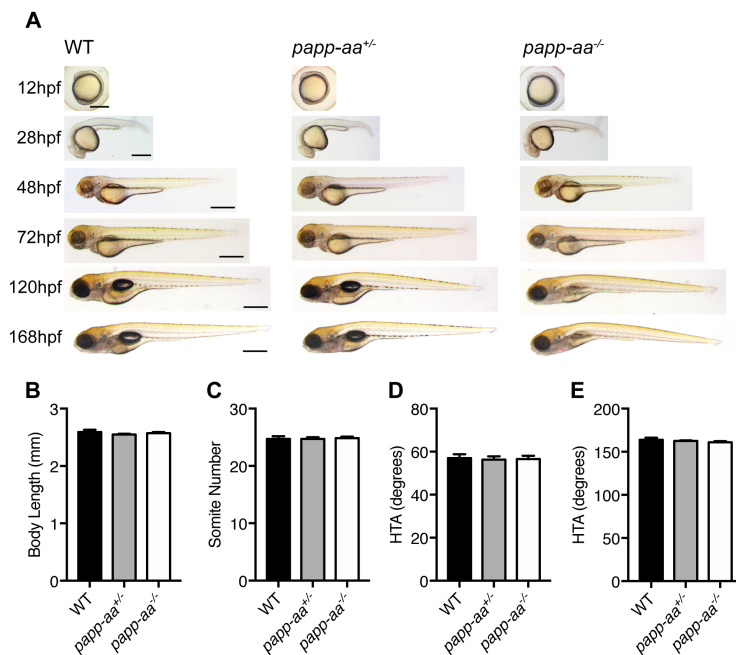 A
WT papp-aa+/- papp-aa-/-
12hpf
28hpf
48hpf
72hpf
120hpf
168hpf
B C D E
3
2
1
0
Body Length (mm)
WT
papp-aa+/-
papp-aa-/-
30
20
10
0
Somite Number
WT
papp-aa+/-
papp-aa-/-
80
60
40
20
0
HTA (degrees)
WT
papp-aa+/-
papp-aa-/-
200
150
100
50
0
HTA (degrees)
WT
papp-aa+/-
papp-aa-/-